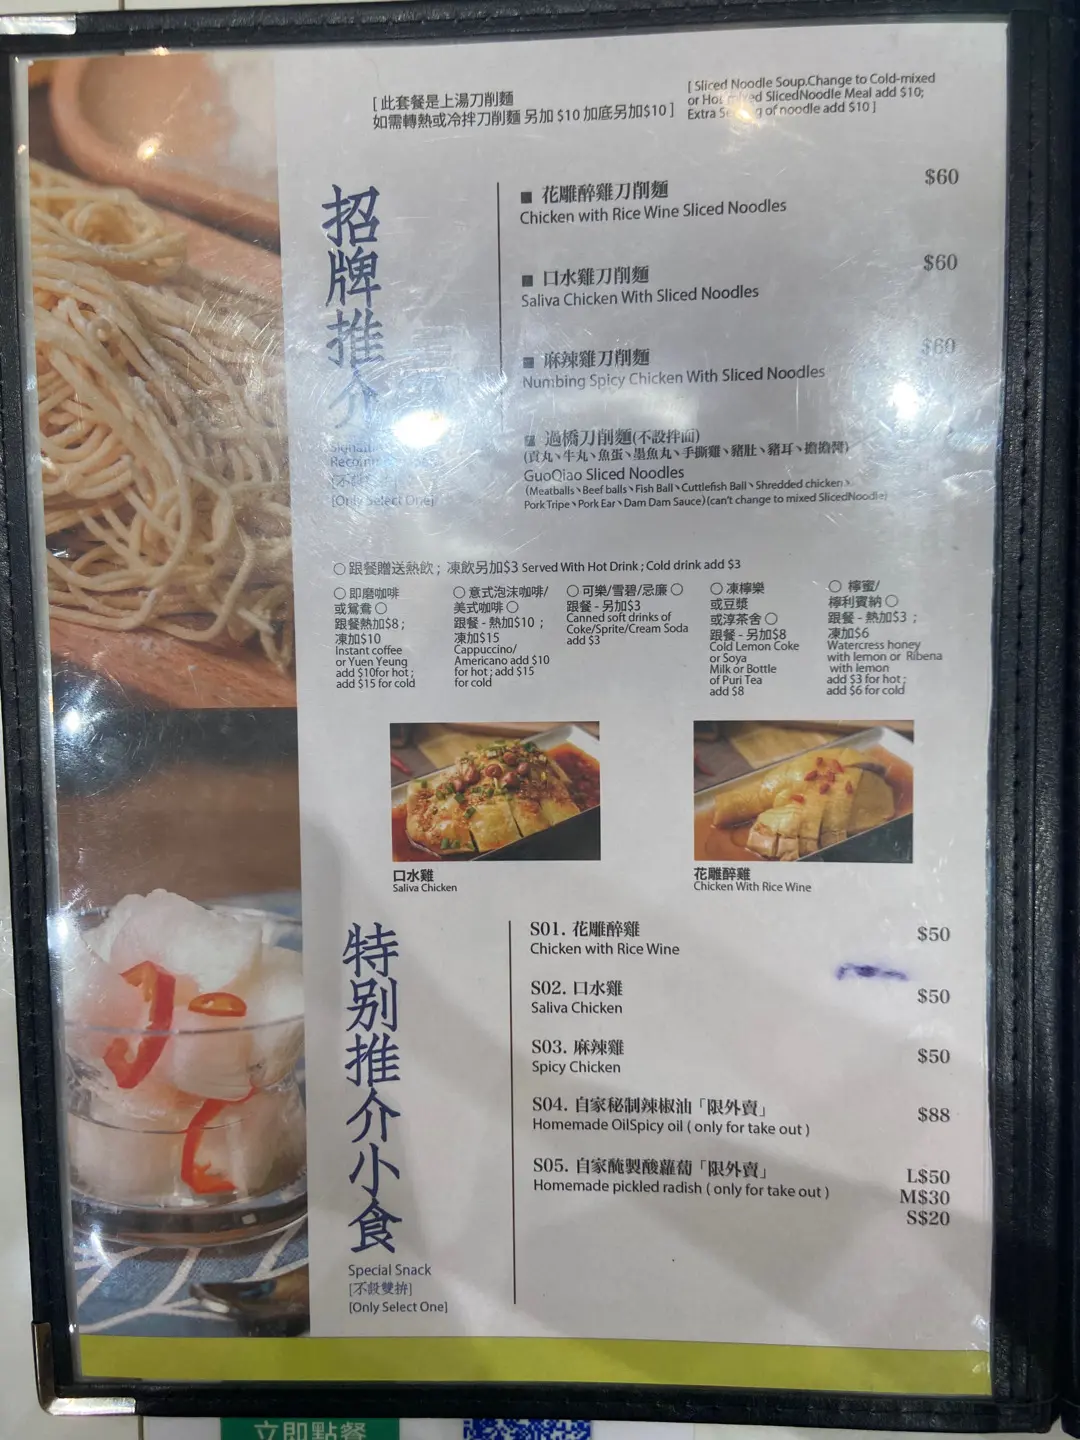 [ 此套餐是上湯刀削麵
如需轉熱或冷拌刀削麵 另加 $10 加底另加$10 ]
[ Sliced Noodle Soup.Change to Cold-mixed
or Hot mixed SlicedNoodle Meal add $10;
Extra of noodle add $10 ]
招牌推介
[Only Select One]
■ 花雕醉雞刀削麵
$60
Chicken with Rice Wine Sliced Noodles
■ 口水雞刀削麵
$60
Saliva Chicken With Sliced Noodles
■ 麻辣雞刀削麵
$60
Numbing Spicy Chicken With Sliced Noodles
■ 過橋刀削麵(不設拌面)
(貢丸、牛丸、魚蛋、墨魚丸、手撕雞、豬肚、豬耳、擔擔醬)
GuoQiao Sliced Noodles
(Meatballs、Beef balls、Fish Ball、Cuttlefish Ball、Shredded chicken、
Pork Tripe、Pork Ear、Dam Dam Sauce)(can't change to mixed SlicedNoodle)
○ 跟餐贈送熱飲 ; 凍飲另加$3 Served With Hot Drink ; Cold drink add $3
○ 即磨咖啡
或鴛鴦 ○
跟餐熱加$8 ;
凍加$10
Instant coffee
or Yuen Yeung
add $10for hot ;
add $15 for cold
○ 意式泡沫咖啡/
美式咖啡 ○
跟餐 - 熱加$10 ;
凍加$15
Cappuccino/
Americano add $10
for hot ; add $15
for cold
○ 可樂/雪碧/忌廉 ○
跟餐 - 另加$3
Canned soft drinks of
Coke/Sprite/Cream Soda
add $3
○ 凍檸樂
或豆漿
或淳茶舍 ○
跟餐 - 另加$8
Cold Lemon Coke
or Soya
Milk or Bottle
of Puri Tea
add $8
○ 檸蜜/
檸利賓納 ○
跟餐 - 熱加$3 ;
凍加$6
Watercress honey
with lemon or Ribena
with lemon
add $3 for hot ;
add $6 for cold
口水雞
Saliva Chicken
花雕醉雞
Chicken With Rice Wine
特別推介小食
Special Snack
[不設雙拚]
[Only Select One]
S01. 花雕醉雞
$50
Chicken with Rice Wine
S02. 口水雞
$50
Saliva Chicken
S03. 麻辣雞
$50
Spicy Chicken
S04. 自家秘制辣椒油「限外賣」
$88
Homemade OilSpicy oil ( only for take out )
S05. 自家醃製酸蘿蔔「限外賣」
Homemade pickled radish ( only for take out )
L$50
M$30
S$20
立即點餐